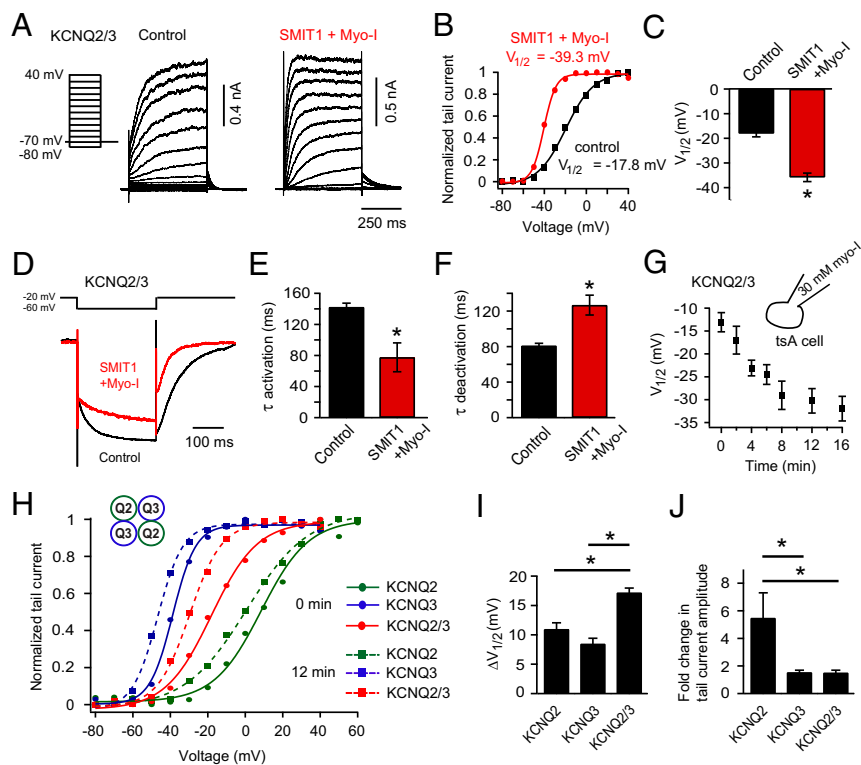 A
KCNQ2/3
Control
SMIT1 + Myo-I
40 mV
-70 mV
-80 mV
0.4 nA
0.5 nA
250 ms
B
SMIT1 + Myo-I
V1/2 = -39.3 mV
control
V1/2 = -17.8 mV
Normalized tail current
1
0.8
0.6
0.4
0.2
0
-80 -40 0 40
Voltage (mV)
C
Control
SMIT1
+Myo-I
V1/2 (mV)
0
-10
-20
-30
-40
*
D
KCNQ2/3
-20 mV
-60 mV
SMIT1
+Myo-I
Control
100 ms
E
τ activation (ms)
160
120
80
40
0
*
Control
SMIT1
+Myo-I
F
τ deactivation (ms)
120
80
40
0
*
Control
SMIT1
+Myo-I
G
KCNQ2/3
30 mM myo-I
tsA cell
V1/2 (mV)
-10
-15
-20
-25
-30
-35
0 4 8 12 16
Time (min)
H
Q2 Q3
Q3 Q2
Normalized tail current
1
0.8
0.6
0.4
0.2
0
-80 -60 -40 -20 0 20 40 60
Voltage (mV)
0 min
KCNQ2
KCNQ3
KCNQ2/3
12 min
KCNQ2
KCNQ3
KCNQ2/3
I
ΔV1/2 (mV)
20
15
10
5
0
*
*
KCNQ2
KCNQ3
KCNQ2/3
J
Fold change in
tail current amplitude
8
6
4
2
0
*
*
KCNQ2
KCNQ3
KCNQ2/3